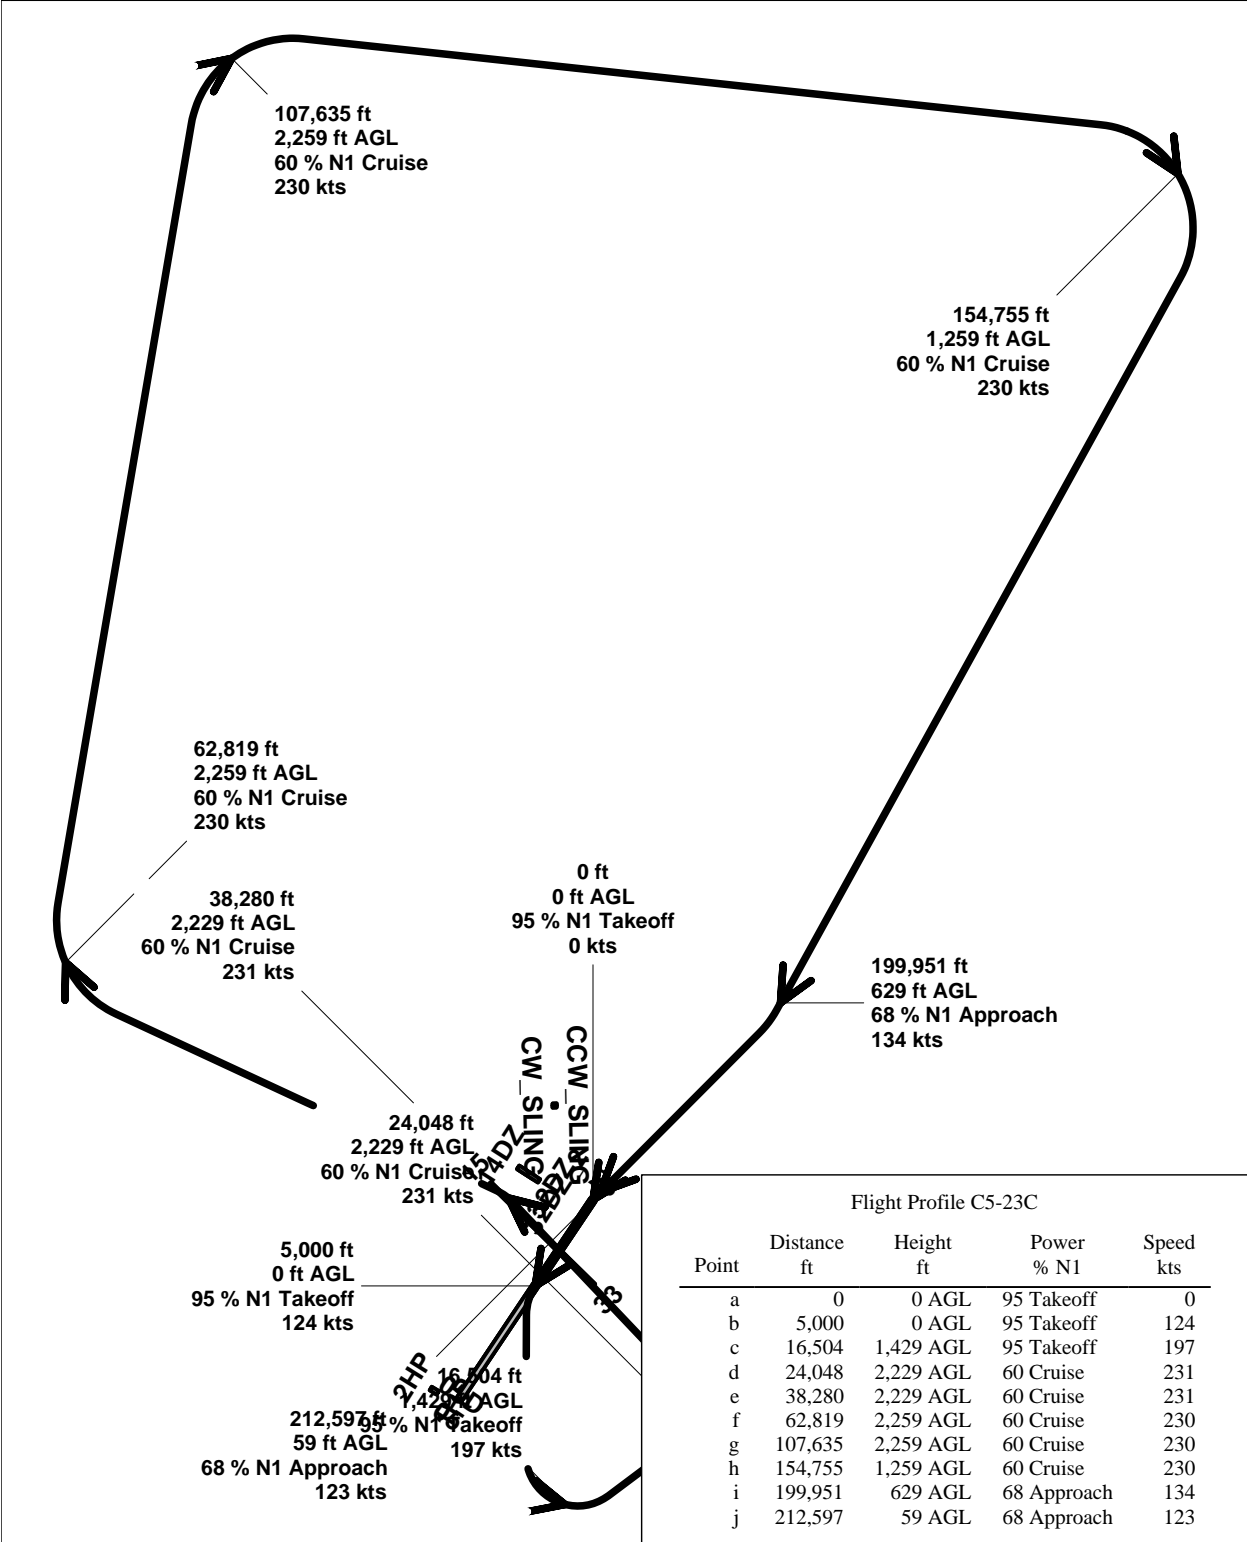 107,635 ft
2,259 ft AGL
60 % N1 Cruise
230 kts
154,755 ft
1,259 ft AGL
60 % N1 Cruise
230 kts
62,819 ft
2,259 ft AGL
60 % N1 Cruise
230 kts
38,280 ft
2,229 ft AGL
60 % N1 Cruise
231 kts
0 ft
0 ft AGL
95 % N1 Takeoff
0 kts
199,951 ft
629 ft AGL
68 % N1 Approach
134 kts
CW_SLING
CCW_SLING
24,048 ft
2,229 ft AGL
60 % N1 Cruise
231 kts
15
14DZ
5,000 ft
0 ft AGL
95 % N1 Takeoff
124 kts
33
2HP
16,504 ft
1,429 ft AGL
95 % N1 Takeoff
197 kts
212,597 ft
59 ft AGL
68 % N1 Approach
123 kts
Flight Profile C5-23C
Point Distance ft Height ft Power % N1 Speed kts
a 0 0 AGL 95 Takeoff 0
b 5,000 0 AGL 95 Takeoff 124
c 16,504 1,429 AGL 95 Takeoff 197
d 24,048 2,229 AGL 60 Cruise 231
e 38,280 2,229 AGL 60 Cruise 231
f 62,819 2,259 AGL 60 Cruise 230
g 107,635 2,259 AGL 60 Cruise 230
h 154,755 1,259 AGL 60 Cruise 230
i 199,951 629 AGL 68 Approach 134
j 212,597 59 AGL 68 Approach 123